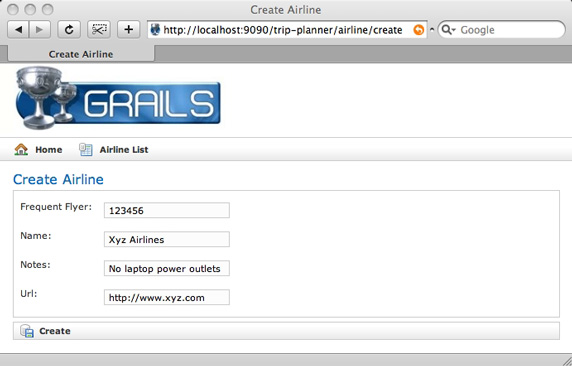 Create Airline
http://localhost:9090/trip-planner/airline/create
Google
Create Airline
GRAILS
Home Airline List
Create Airline
Frequent Flyer: 123456
Name: Xyz Airlines
Notes: No laptop power outlets
Url: http://www.xyz.com
Create